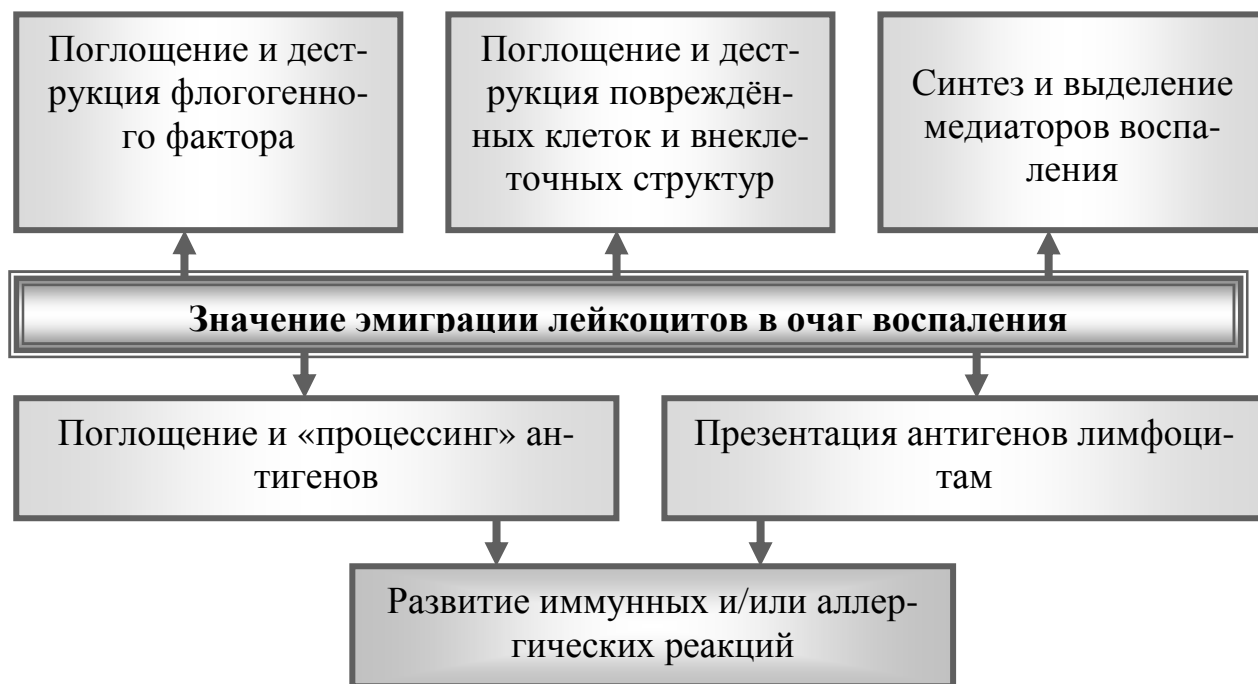 Поглощение и дест-
рукция флогогенно-
го фактора
Поглощение и дест-
рукция повреждён-
ных клеток и внекле-
точных структур
Синтез и выделение
медиаторов воспа-
ления
Значение эмиграции лейкоцитов в очаг воспаления
Поглощение и «процессинг» ан-
тигенов
Презентация антигенов лимфоци-
там
Развитие иммунных и/или аллер-
гических реакций